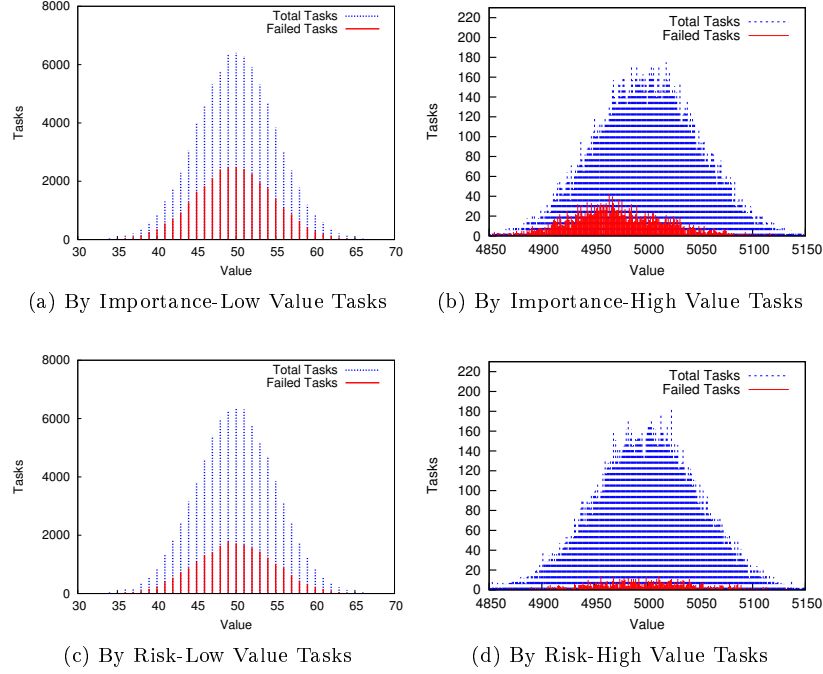 8000
6000
4000
2000
0
Tasks
Total Tasks
Failed Tasks
30 35 40 45 50 55 60 65 70
Value
(a) By Importance-Low Value Tasks
220
200
180
160
140
120
100
80
60
40
20
0
Tasks
Total Tasks
Failed Tasks
4850 4900 4950 5000 5050 5100 5150
Value
(b) By Importance-High Value Tasks
8000
6000
4000
2000
0
Tasks
Total Tasks
Failed Tasks
30 35 40 45 50 55 60 65 70
Value
(c) By Risk-Low Value Tasks
220
200
180
160
140
120
100
80
60
40
20
0
Tasks
Total Tasks
Failed Tasks
4850 4900 4950 5000 5050 5100 5150
Value
(d) By Risk-High Value Tasks